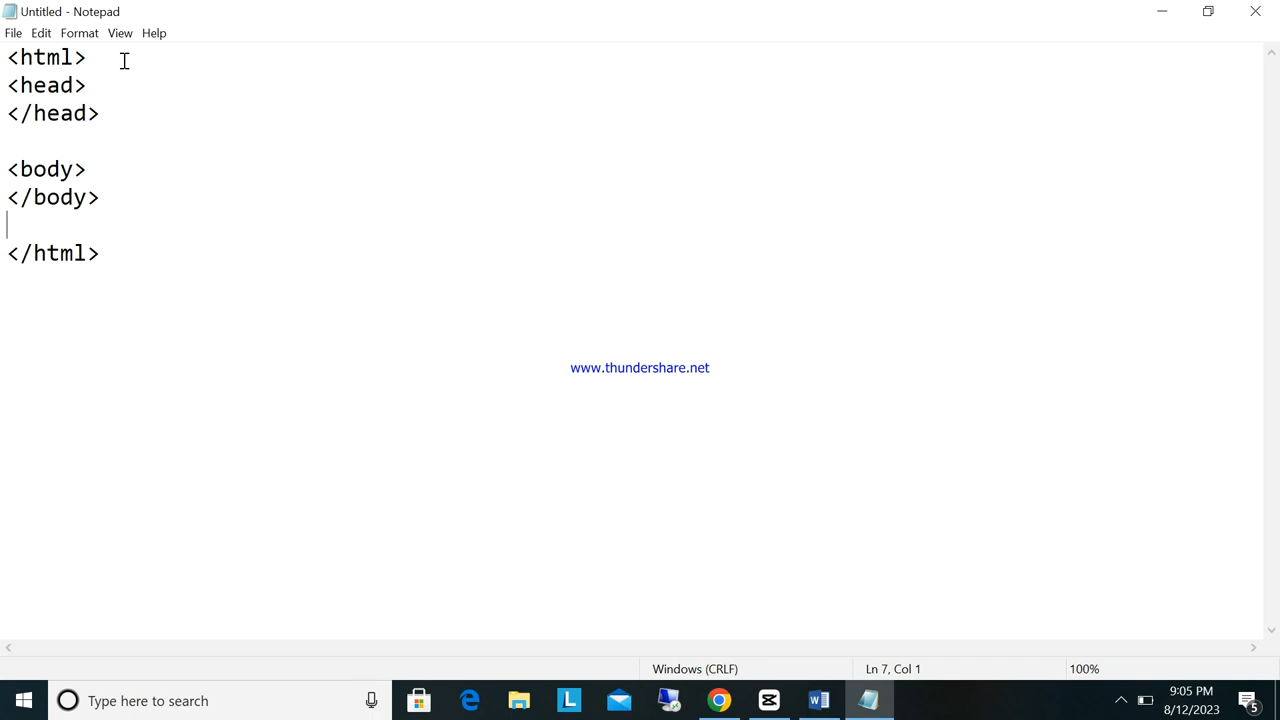 Untitled - Notepad
File Edit Format View Help
<html>
<head>
</head>
<body>
</body>
</html>
www.thundershare.net
Windows (CRLF) Ln 7, Col 1 100%
Type here to search
L
W
9:05 PM
8/12/2023
5